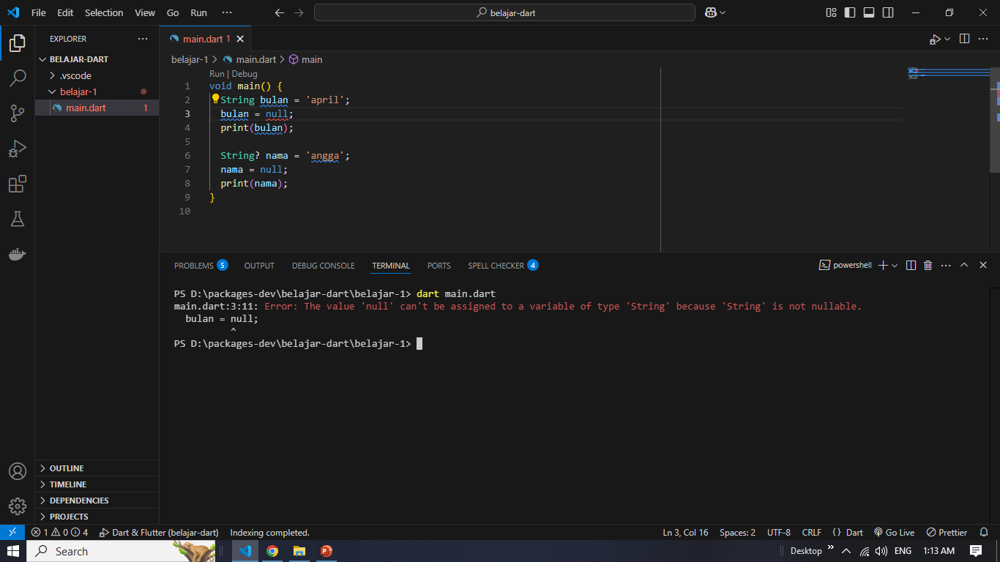 File Edit Selection View Go Run ··· belajar-dart
EXPLORER ···
BELAJAR-DART
.vscode
belajar-1
main.dart 1
OUTLINE
TIMELINE
DEPENDENCIES
PROJECTS
main.dart 1
belajar-1 > main.dart > main
Run | Debug
1 void main() {
2 String bulan = 'april';
3 bulan = null;
4 print(bulan);
5
6 String? nama = 'angga';
7 nama = null;
8 print(nama);
9 }
10
PROBLEMS 5 OUTPUT DEBUG CONSOLE TERMINAL PORTS SPELL CHECKER 4 powershell
PS D:\packages-dev\belajar-dart\belajar-1> dart main.dart
main.dart:3:11: Error: The value 'null' can't be assigned to a variable of type 'String' because 'String' is not nullable.
  bulan = null;
          ^
PS D:\packages-dev\belajar-dart\belajar-1>
1 0 4 Dart & Flutter (belajar-dart) Indexing completed. Ln 3, Col 16 Spaces: 2 UTF-8 CRLF {} Dart Go Live Prettier
Search Desktop » ENG 1:13 AM